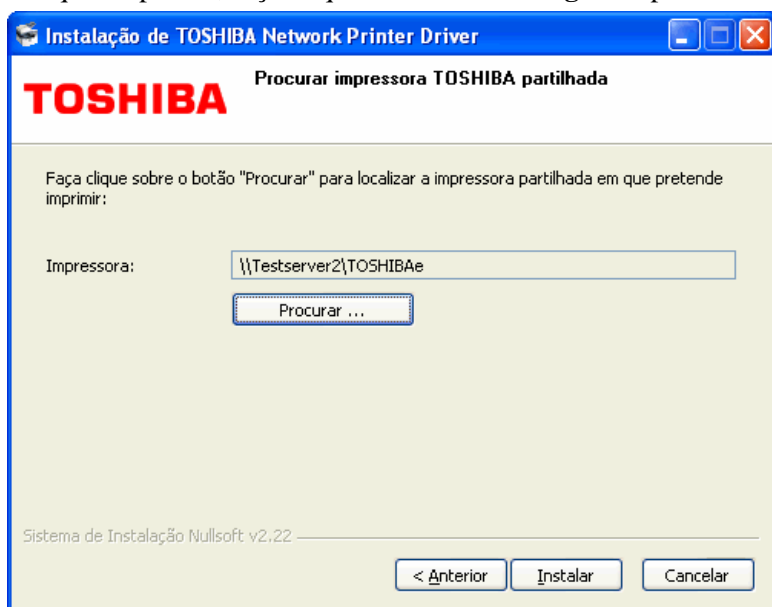 Instalação de TOSHIBA Network Printer Driver
TOSHIBA
Procurar impressora TOSHIBA partilhada
Faça clique sobre o botão "Procurar" para localizar a impressora partilhada em que pretende
imprimir:
Impressora:
\\Testserver2\TOSHIBAe
Procurar ...
Sistema de Instalação Nullsoft v2.22
< Anterior
Instalar
Cancelar